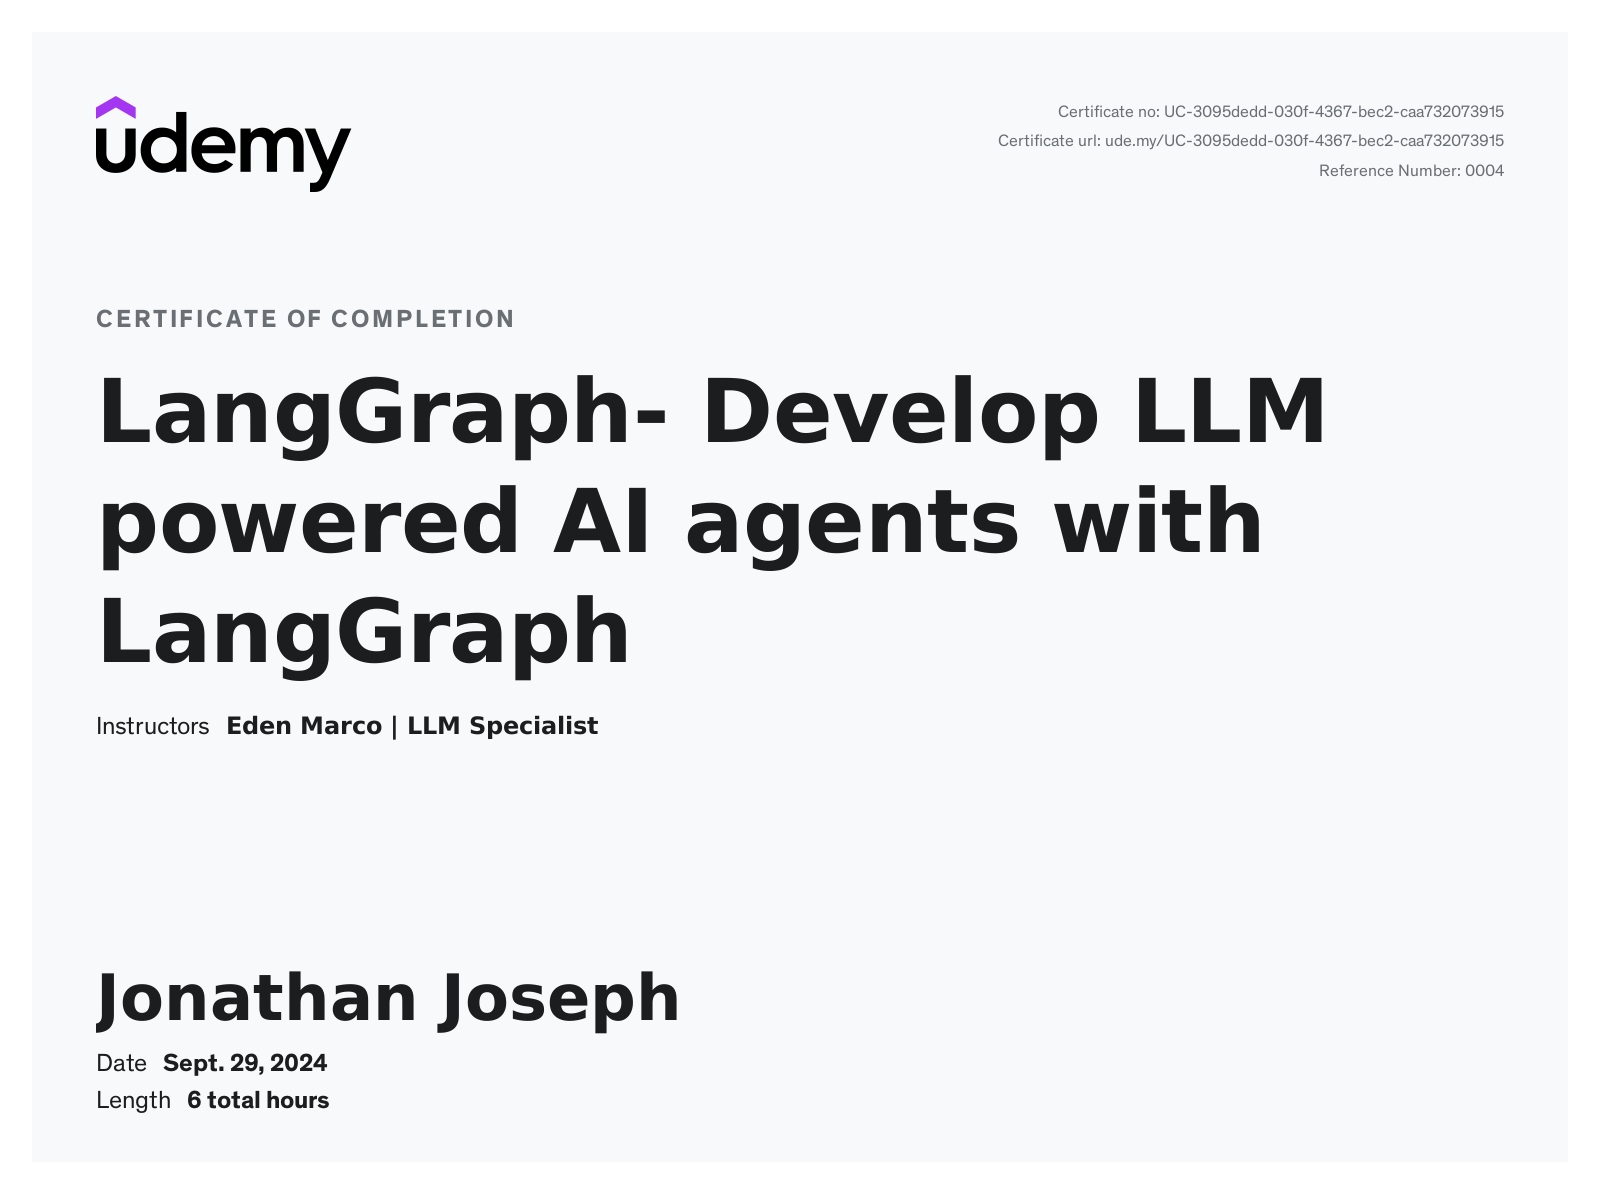 udemy
Certificate no: UC-3095dedd-030f-4367-bec2-caa732073915
Certificate url: ude.my/UC-3095dedd-030f-4367-bec2-caa732073915
Reference Number: 0004
CERTIFICATE OF COMPLETION
LangGraph- Develop LLM
powered AI agents with
LangGraph
Instructors Eden Marco | LLM Specialist
Jonathan Joseph
Date Sept. 29, 2024
Length 6 total hours